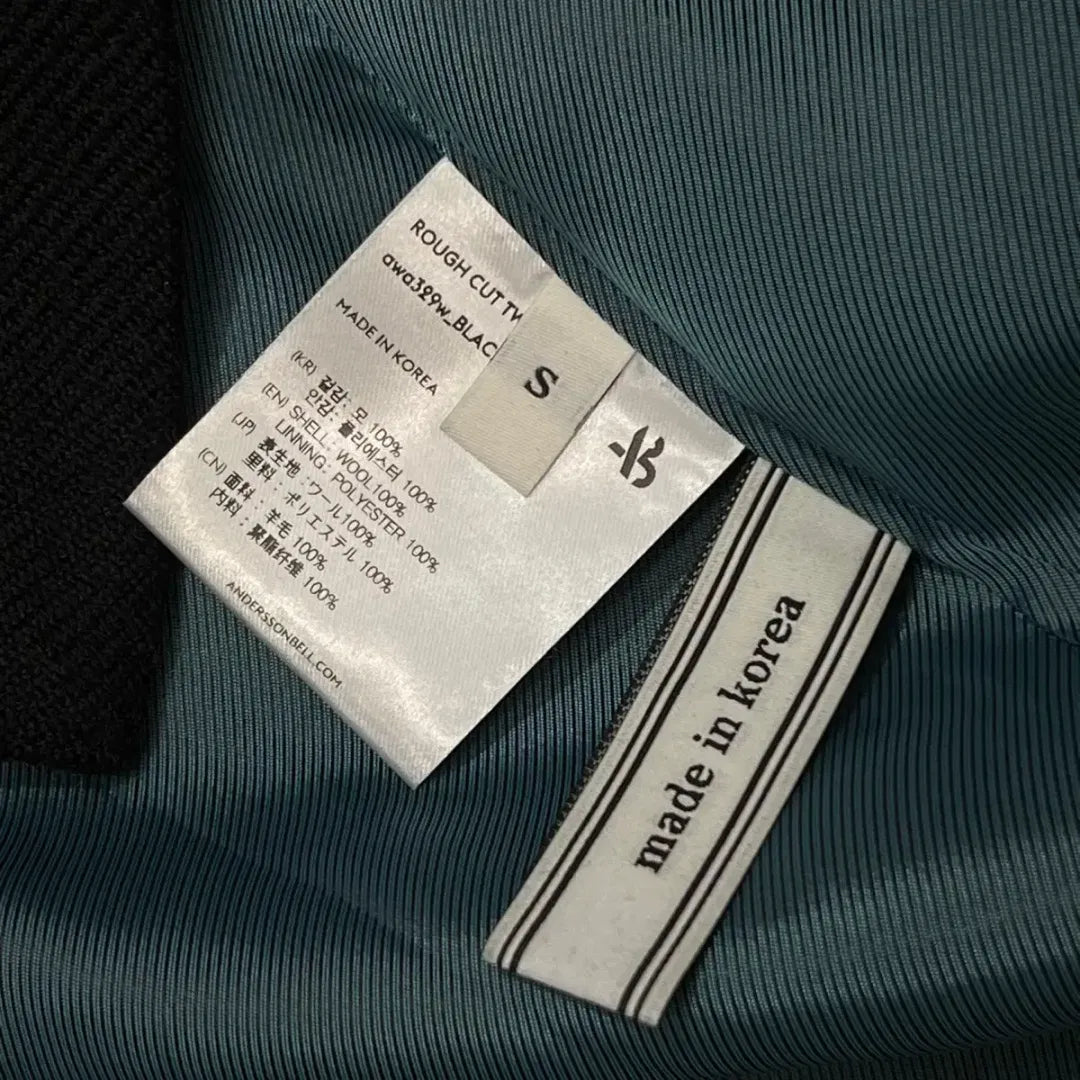 ROUGH CUT TW
awa329w_BLAC
MADE IN KOREA
(KR) 겉감: 모 100%
안감: 폴리에스터 100%
(EN) SHELL: WOOL100%
LINNING: POLYESTER 100%
(JP) 表生地 : ウール100%
里料 : ポリエステル 100%
(CN) 面料 : 羊毛 100%
内料 : 聚酯纤维 100%
ANDERSSONBELL.COM
S
made in korea